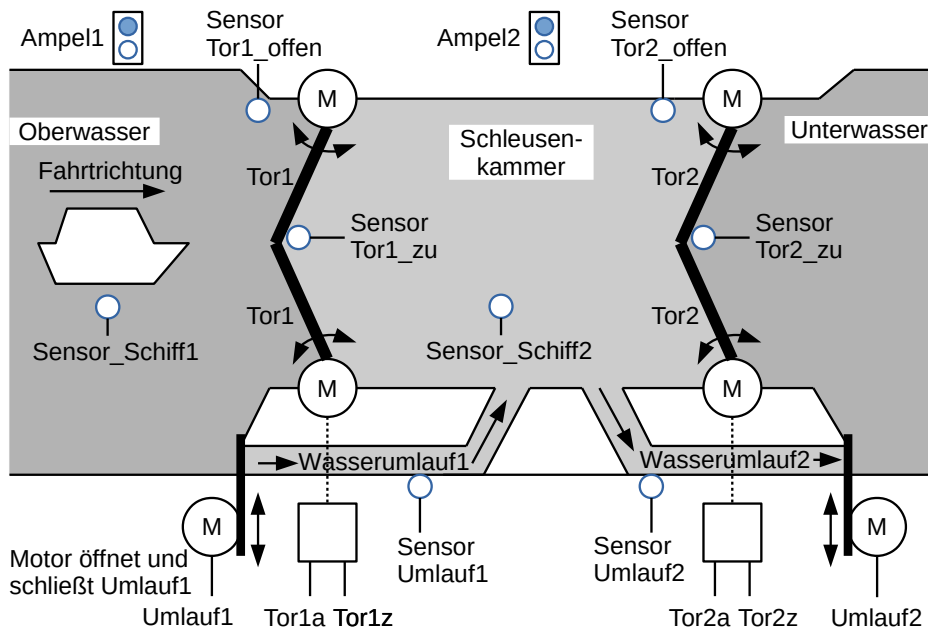 Ampel1
Sensor
Tor1_offen
Ampel2
Sensor
Tor2_offen
M
M
Oberwasser
Schleusen-
kammer
Unterwasser
Fahrtrichtung
Tor1
Tor2
Sensor
Tor1_zu
Sensor
Tor2_zu
Tor1
Tor2
Sensor_Schiff1
Sensor_Schiff2
M
M
Wasserumlauf1
Wasserumlauf2
M
M
Motor öffnet und
schließt Umlauf1
Sensor
Umlauf1
Sensor
Umlauf2
Umlauf1
Tor1a
Tor1z
Tor2a
Tor2z
Umlauf2